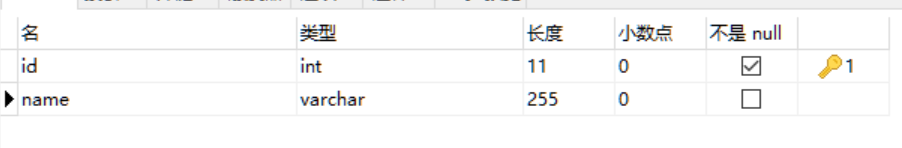 名 类型 长度 小数点 不是 null
id int 11 0 1
name varchar 255 0